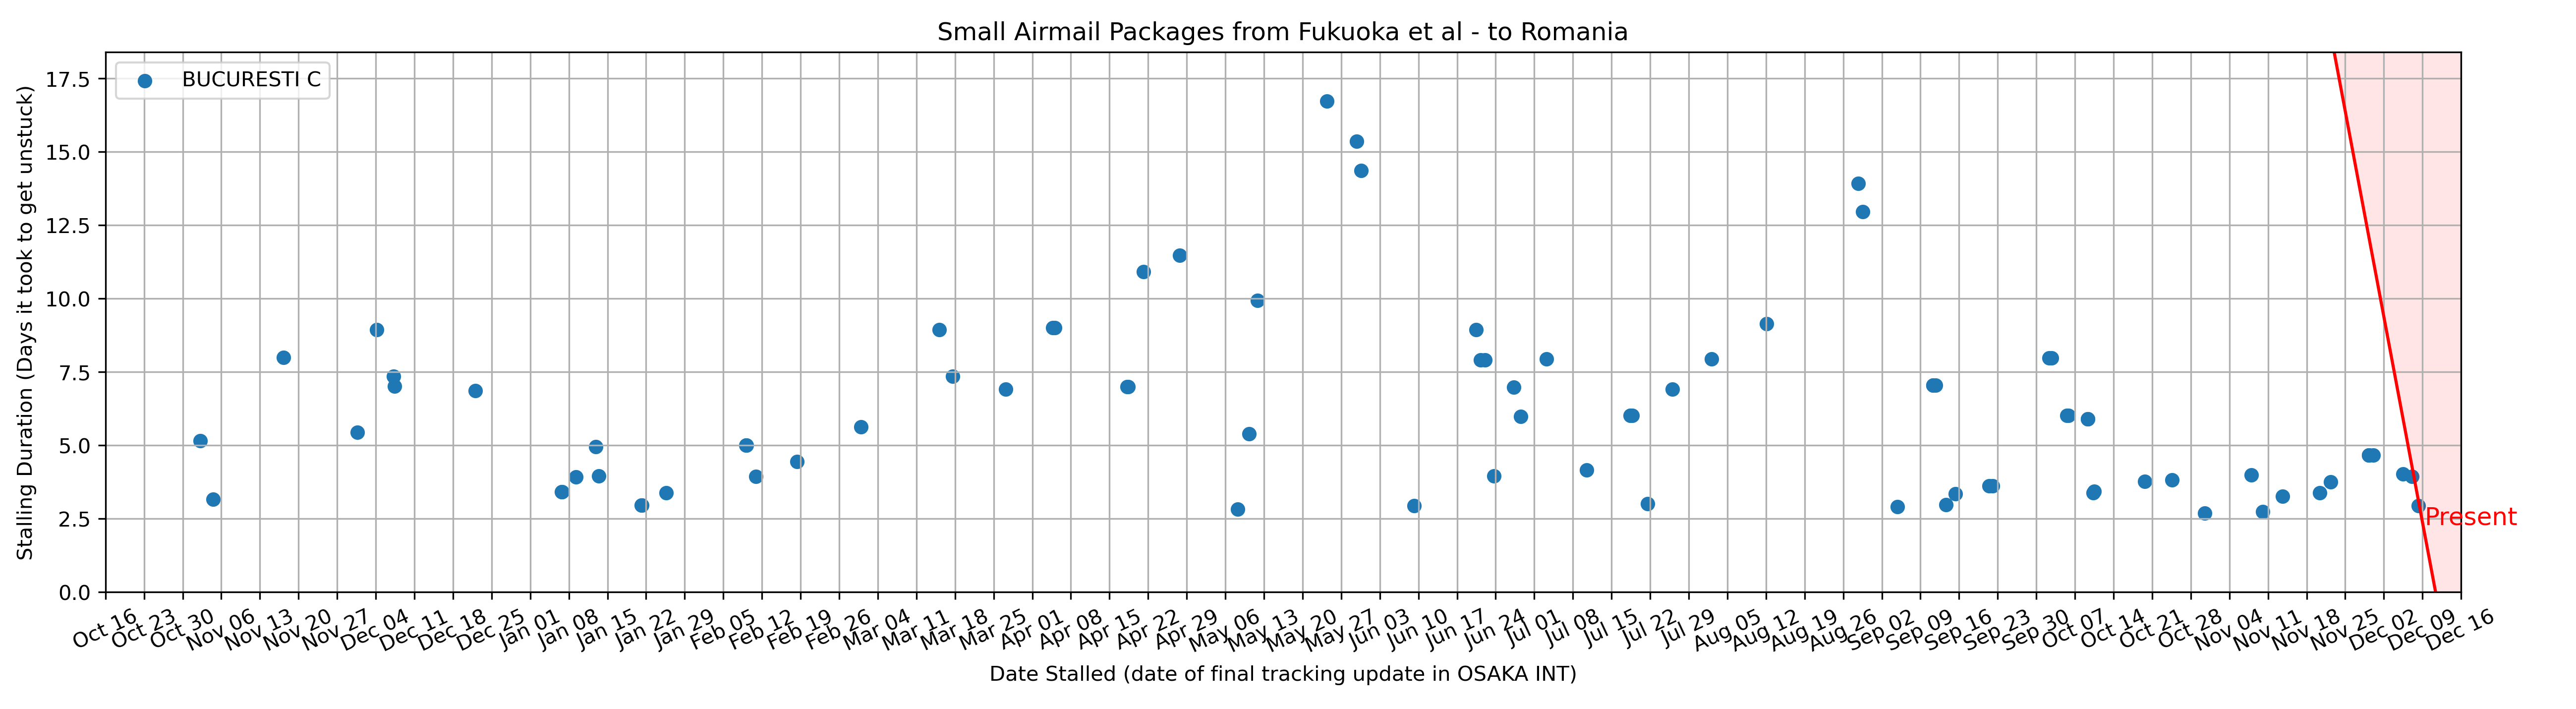 Small Airmail Packages from Fukuoka et al - to Romania
BUCURESTI C
Stalling Duration (Days it took to get unstuck)
17.5
15.0
12.5
10.0
7.5
5.0
2.5
0.0
Present
Oct 16 Oct 23 Oct 30 Nov 06 Nov 13 Nov 20 Nov 27 Dec 04 Dec 11 Dec 18 Dec 25 Jan 01 Jan 08 Jan 15 Jan 22 Jan 29 Feb 05 Feb 12 Feb 19 Feb 26 Mar 04 Mar 11 Mar 18 Mar 25 Apr 01 Apr 08 Apr 15 Apr 22 Apr 29 May 06 May 13 May 20 May 27 Jun 03 Jun 10 Jun 17 Jun 24 Jul 01 Jul 08 Jul 15 Jul 22 Jul 29 Aug 05 Aug 12 Aug 19 Aug 26 Sep 02 Sep 09 Sep 16 Sep 23 Sep 30 Oct 07 Oct 14 Oct 21 Oct 28 Nov 04 Nov 11 Nov 18 Nov 25 Dec 02 Dec 09 Dec 16
Date Stalled (date of final tracking update in OSAKA INT)